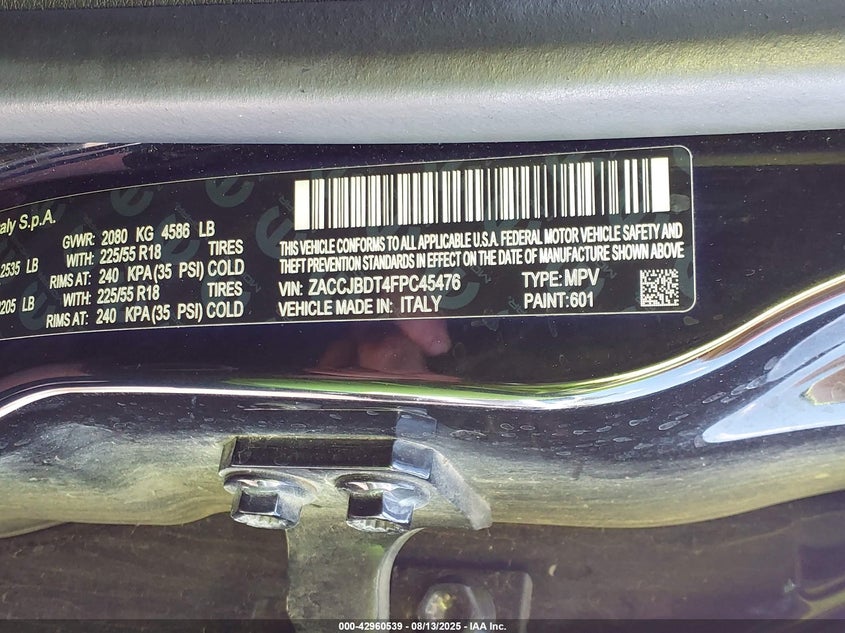 taly S.p.A.
GVWR: 2080 KG 4586 LB
2535 LB WITH: 225/55 R18 TIRES
RIMS AT: 240 KPA (35 PSI) COLD
205 LB WITH: 225/55 R18 TIRES
RIMS AT: 240 KPA (35 PSI) COLD
THIS VEHICLE CONFORMS TO ALL APPLICABLE U.S.A. FEDERAL MOTOR VEHICLE SAFETY AND
THEFT PREVENTION STANDARDS IN EFFECT ON THE DATE OF MANUFACTURE SHOWN ABOVE
VIN: ZACCJBDT4FPC45476 TYPE: MPV
VEHICLE MADE IN: ITALY PAINT:601
000-42960539 - 08/13/2025 - IAA Inc.